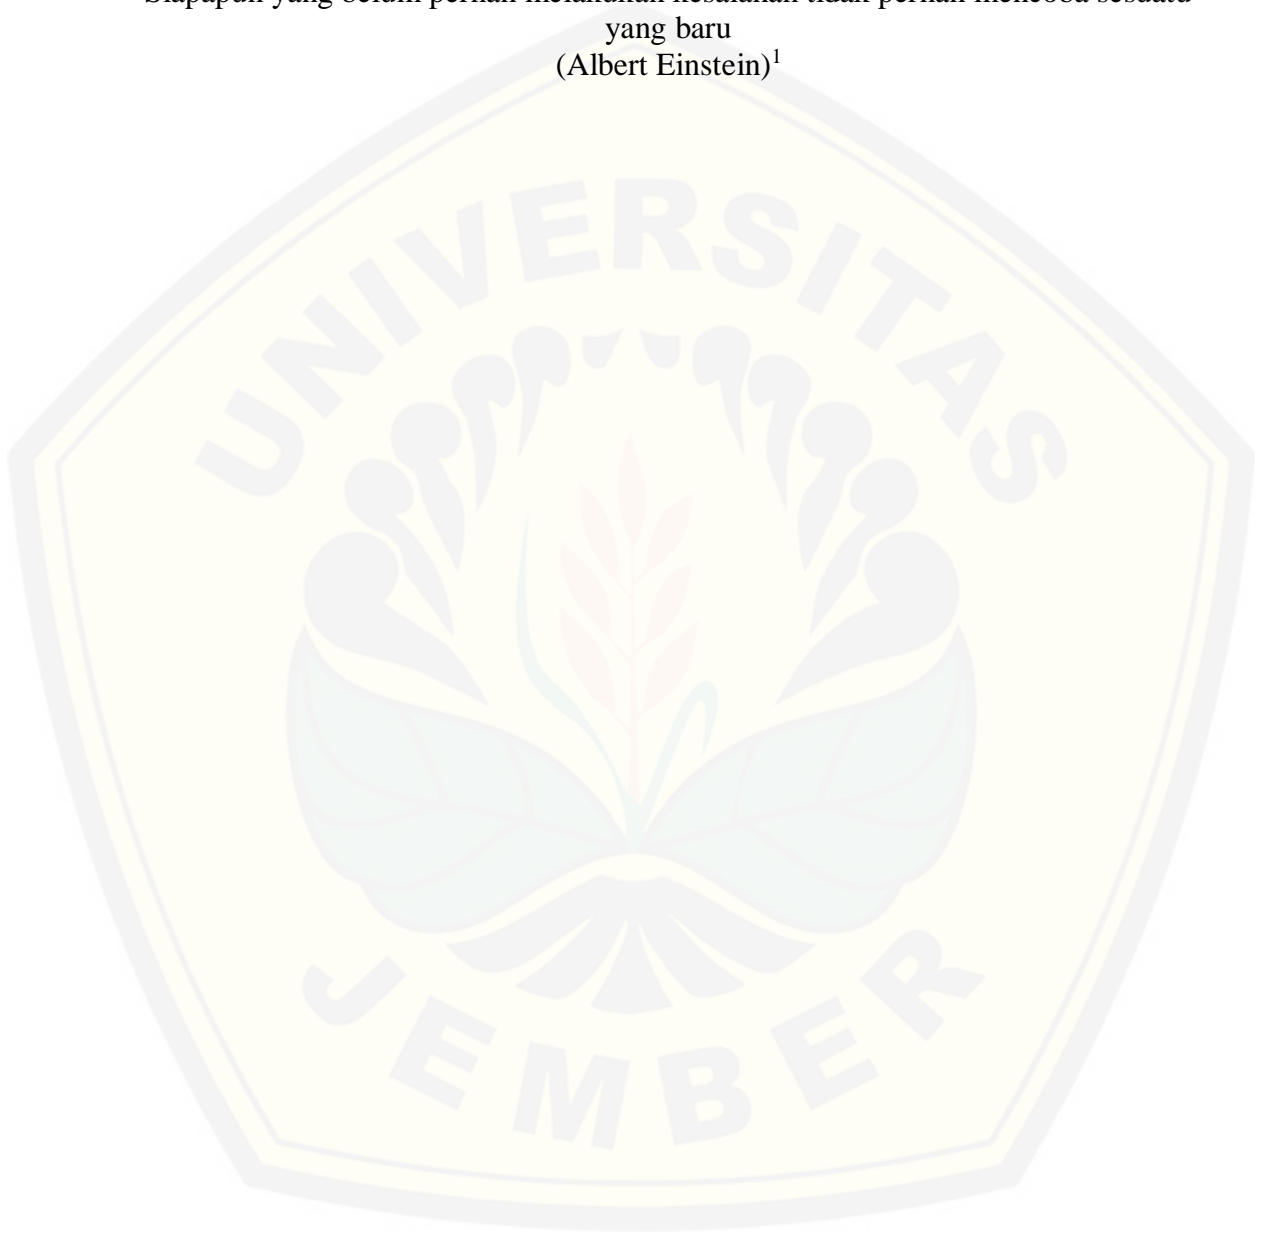 Siapapun yang belum pernah melakukan kesalahan tidak pernah mencoba sesuatu
yang baru
(Albert Einstein)1
UNIVERSITAS
JEMBER